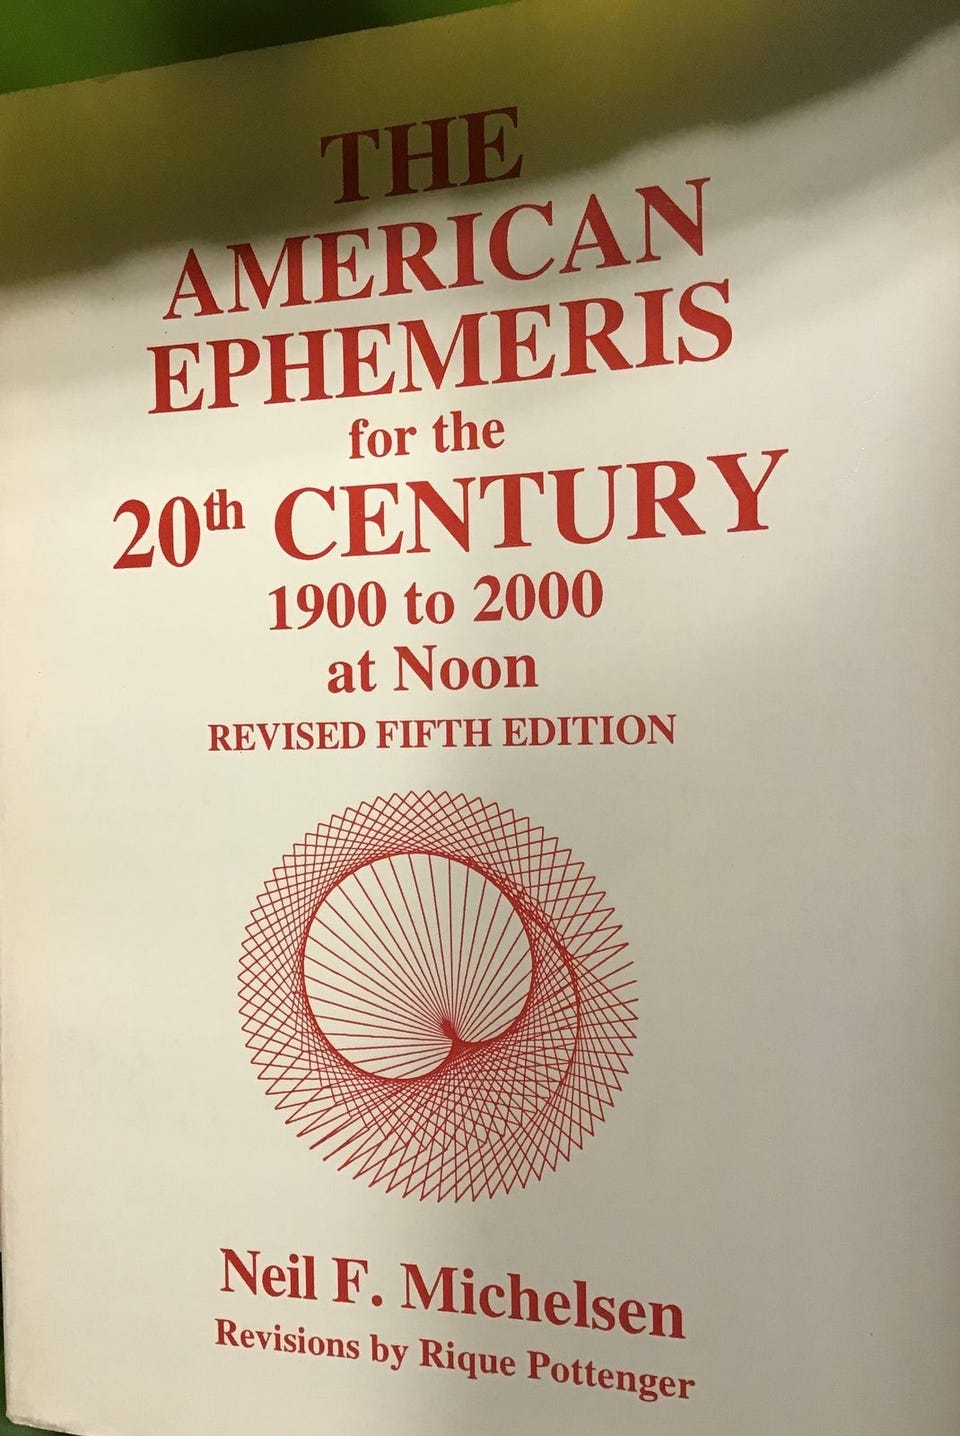 THE
AMERICAN
EPHEMERIS
for the
20th CENTURY
1900 to 2000
at Noon
REVISED FIFTH EDITION
Neil F. Michelsen
Revisions by Rique Pottenger